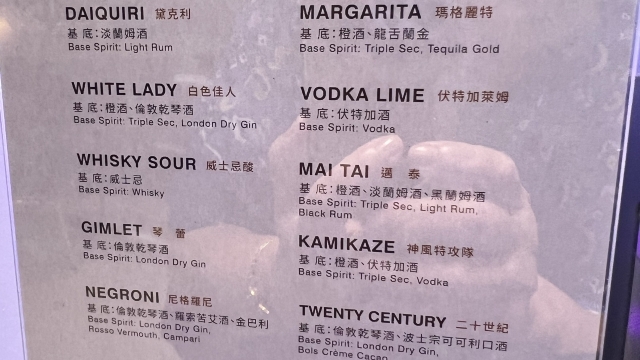 DAIQUIRI 黛克利
基 底：淡蘭姆酒
Base Spirit: Light Rum
WHITE LADY 白色佳人
基 底：橙酒、倫敦乾琴酒
Base Spirit: Triple Sec, London Dry Gin
WHISKY SOUR 威士忌酸
基 底：威士忌
Base Spirit: Whisky
GIMLET 琴 蕾
基 底：倫敦乾琴酒
Base Spirit: London Dry Gin
NEGRONI 尼格羅尼
基 底：倫敦乾琴酒、羅索苦艾酒、金巴利
Base Spirit: London Dry Gin,
Rosso Vermouth, Campari
MARGARITA 瑪格麗特
基 底：橙酒、龍舌蘭金
Base Spirit: Triple Sec, Tequila Gold
VODKA LIME 伏特加萊姆
基 底：伏特加酒
Base Spirit: Vodka
MAI TAI 邁 泰
基 底：橙酒、淡蘭姆酒、黑蘭姆酒
Base Spirit: Triple Sec, Light Rum,
Black Rum
KAMIKAZE 神風特攻隊
基 底：橙酒、伏特加酒
Base Spirit: Triple Sec, Vodka
TWENTY CENTURY 二十世紀
基 底：倫敦乾琴酒、波士宗可可利口酒
Base Spirit: London Dry Gin,
Bols Crème Cacao